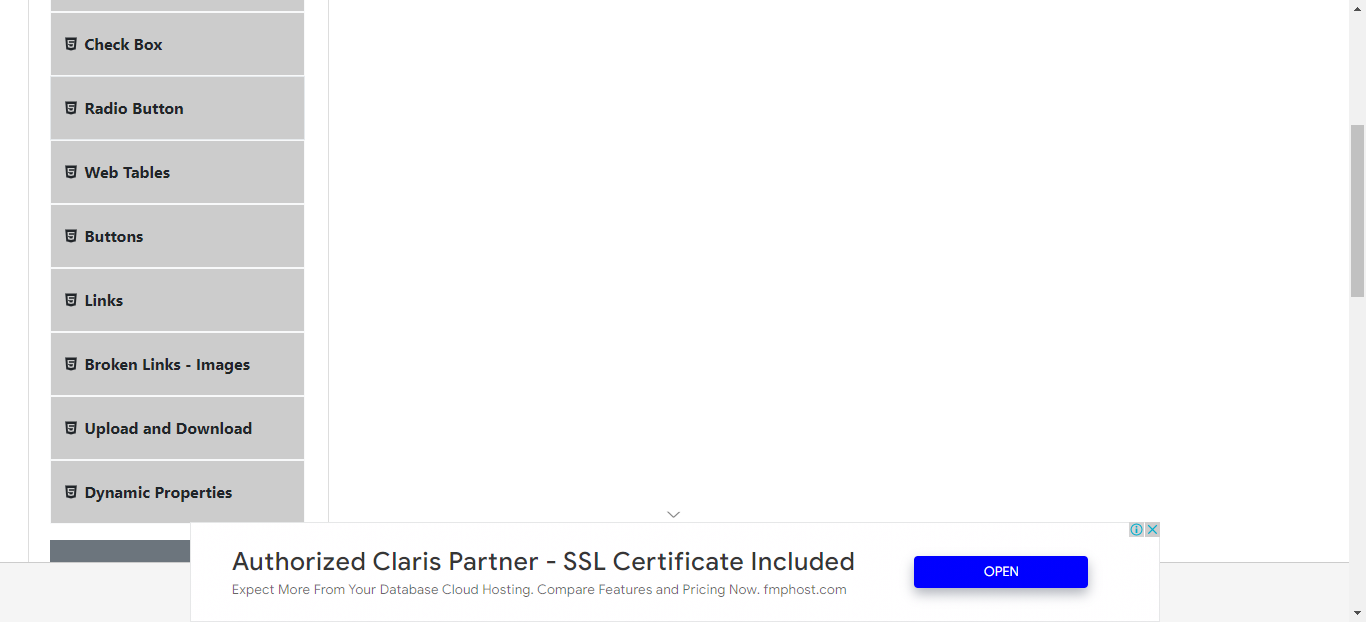 Check Box
Radio Button
Web Tables
Buttons
Links
Broken Links - Images
Upload and Download
Dynamic Properties
Authorized Claris Partner - SSL Certificate Included
Expect More From Your Database Cloud Hosting. Compare Features and Pricing Now. fmphost.com
OPEN